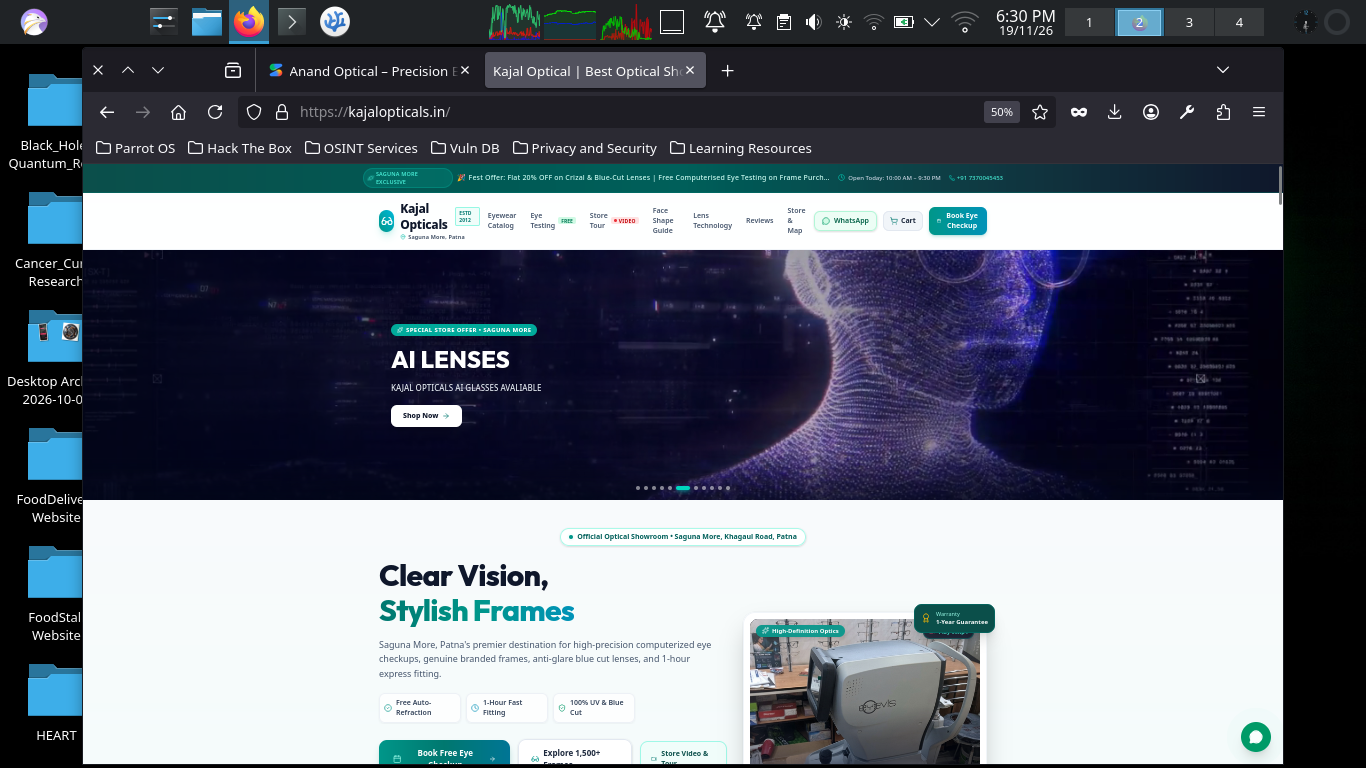 6:30 PM
19/11/26
1
2
3
4
Anand Optical – Precision E
Kajal Optical | Best Optical Sho
https://kajalopticals.in/
50%
Parrot OS
Hack The Box
OSINT Services
Vuln DB
Privacy and Security
Learning Resources
Black_Hole
Quantum_Re
Cancer_Cur
Research
Desktop Arc
2026-10-0
FoodDelive
Website
FoodStal
Website
HEART
SAGUNA MORE
EXCLUSIVE
🎉 Fest Offer: Flat 20% OFF on Crizal & Blue-Cut Lenses | Free Computerised Eye Testing on Frame Purch...
Open Today: 10:00 AM – 9:30 PM
+91 7370045453
Kajal
Opticals
ESTD
2012
Saguna More, Patna
Eyewear
Catalog
Eye
Testing
FREE
Store
Tour
VIDEO
Face
Shape
Guide
Lens
Technology
Reviews
Store
&
Map
WhatsApp
Cart
Book Eye
Checkup
SPECIAL STORE OFFER • SAGUNA MORE
AI LENSES
KAJAL OPTICALS AI GLASSES AVALIABLE
Shop Now
Official Optical Showroom • Saguna More, Khagaul Road, Patna
Clear Vision,
Stylish Frames
Saguna More, Patna's premier destination for high-precision computerized eye
checkups, genuine branded frames, anti-glare blue cut lenses, and 1-hour
express fitting.
Free Auto-
Refraction
1-Hour Fast
Fitting
100% UV & Blue
Cut
Book Free Eye
Checkup
Explore 1,500+
Frames
Store Video &
Tour
Warranty
1-Year Guarantee
High-Definition Optics